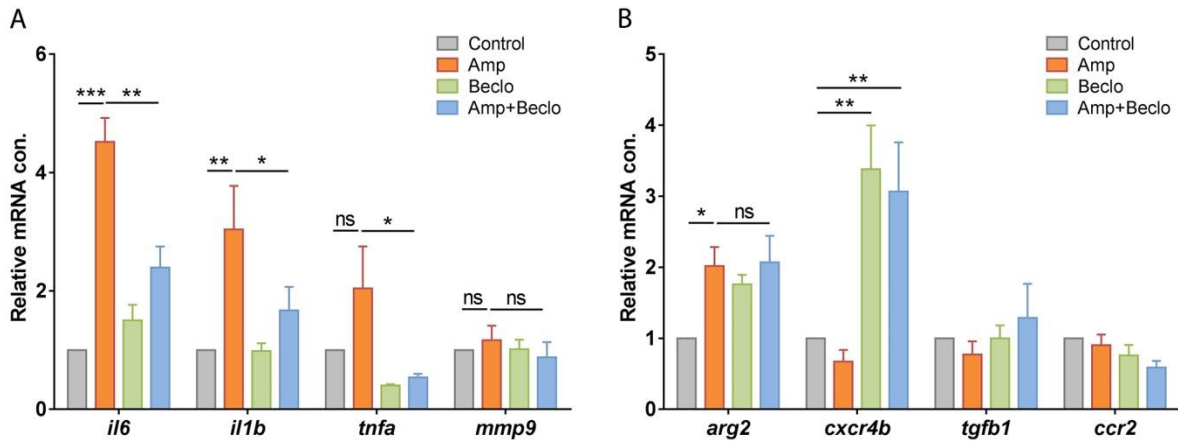 A
Relative mRNA con.
6
4
2
0
Control
Amp
Beclo
Amp+Beclo
*** **
** *
ns *
ns ns
il6 il1b tnfa mmp9
B
Relative mRNA con.
5
4
3
2
1
0
Control
Amp
Beclo
Amp+Beclo
**
**
* ns
arg2 cxcr4b tgfb1 ccr2